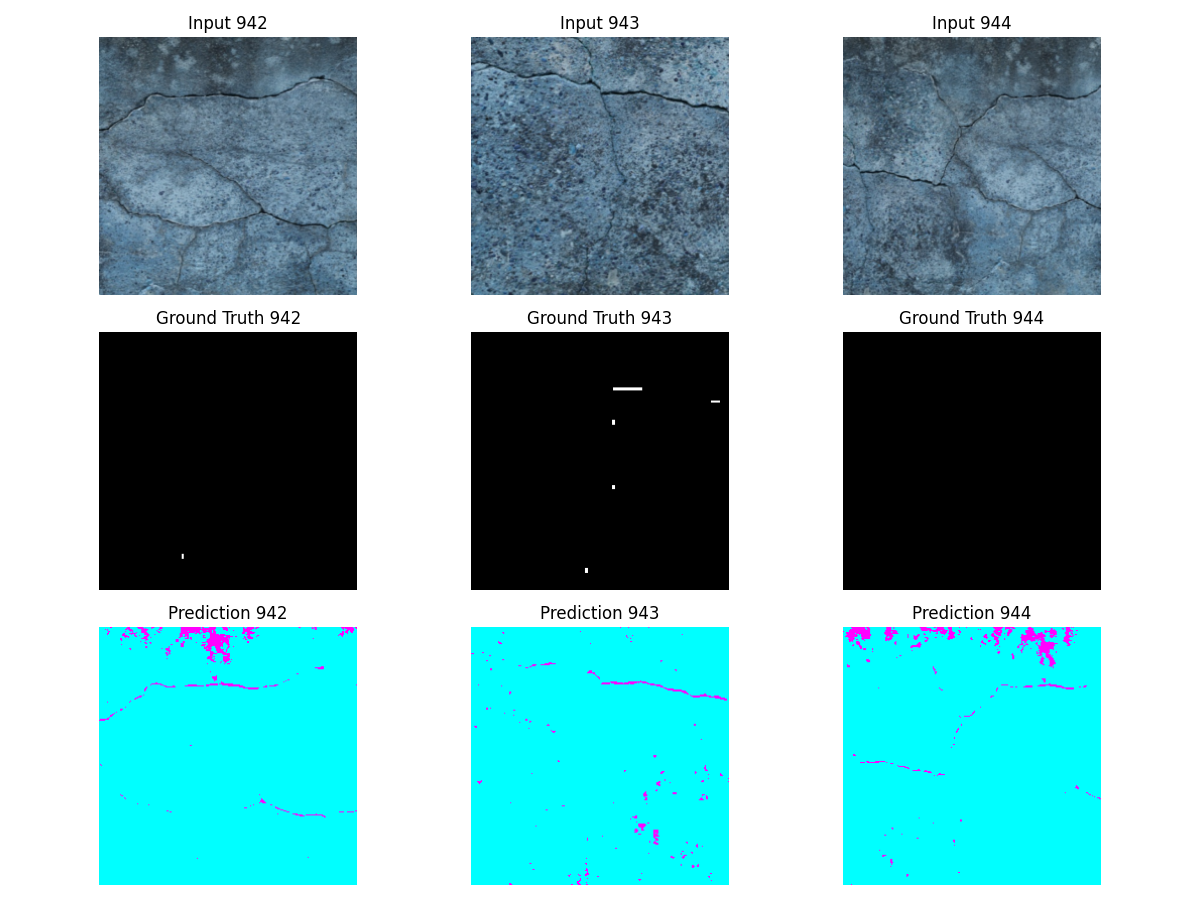 Input 942
Input 943
Input 944
Ground Truth 942
Ground Truth 943
Ground Truth 944
Prediction 942
Prediction 943
Prediction 944